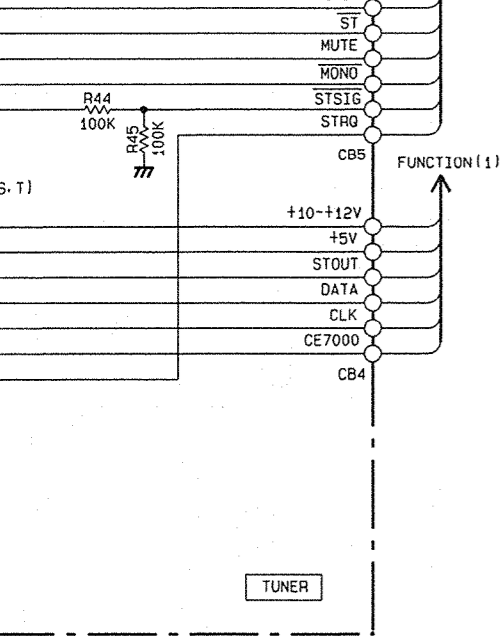 ST
MUTE
MONO
R44
STSIG
100K
R45
100K
STRQ
CB5
FUNCTION(1)
S.T)
+10-+12V
+5V
STOUT
DATA
CLK
CE7000
CB4
TUNER